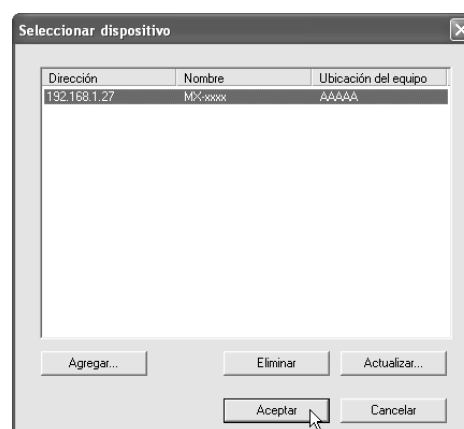 Seleccionar dispositivo
Dirección Nombre Ubicación del equipo
192.168.1.27 MX-xxxx AAAAA
Agregar... Eliminar Actualizar...
Aceptar Cancelar